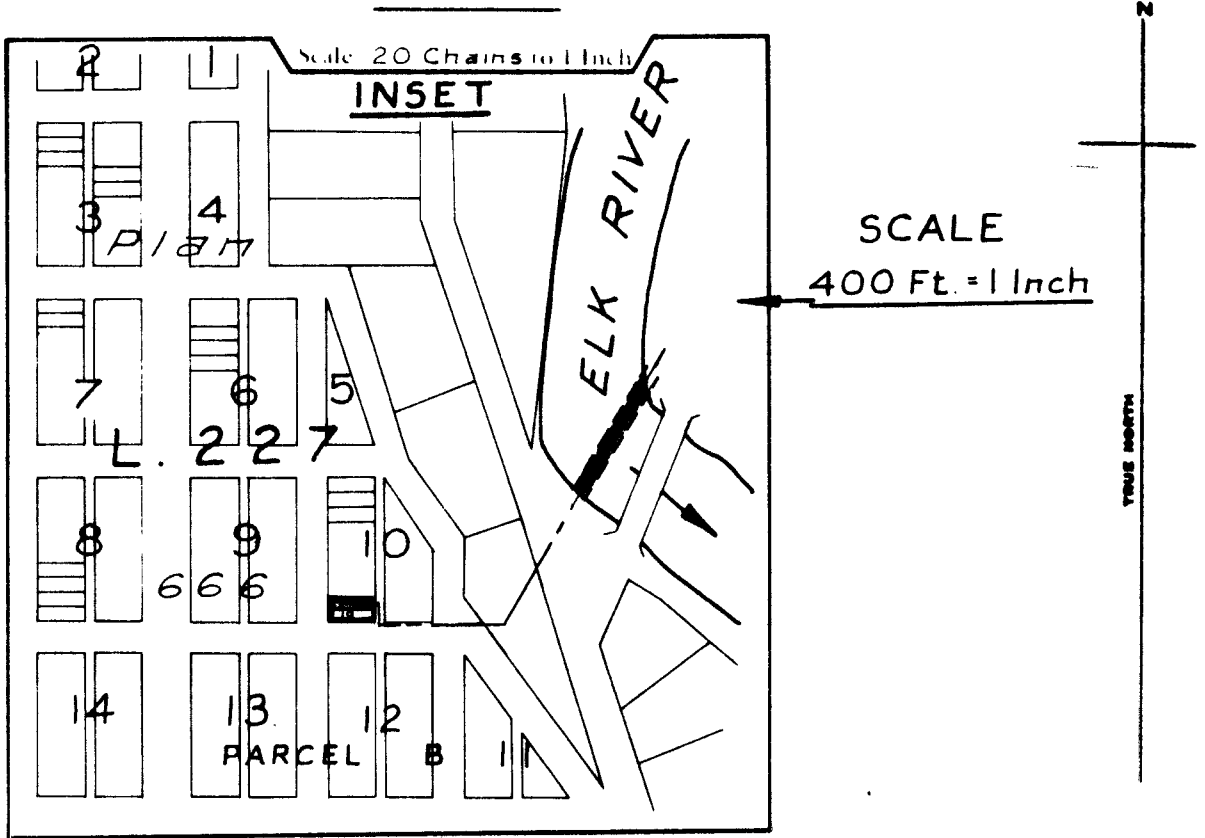 N
Scale 20 Chains to 1 Inch
INSET
ELK RIVER
SCALE
400 Ft. = 1 Inch
TRUE NORTH
2
1
3
4
Plan
7
6
5
L. 227
8
9
10
666
14
13
12
PARCEL B
11